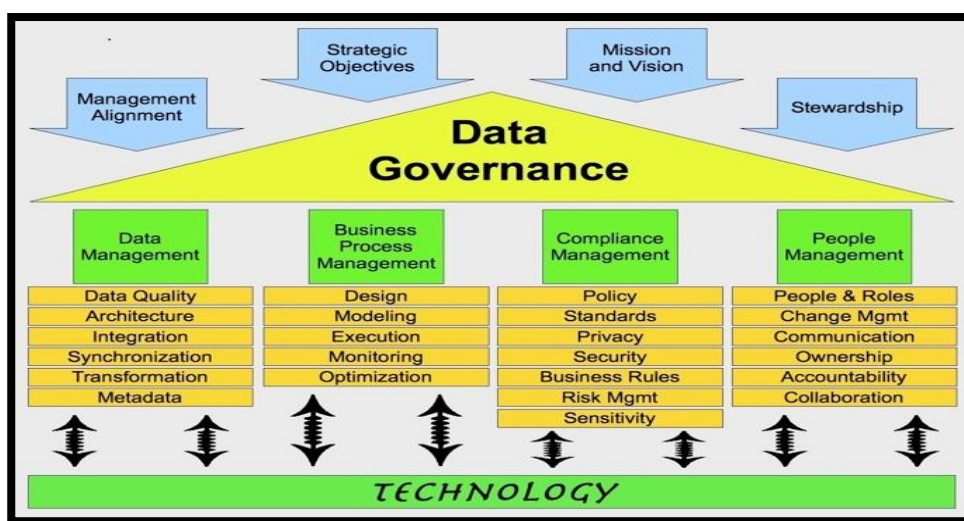 Strategic
Objectives
Mission
and Vision
Management
Alignment
Stewardship
Data
Governance
Data
Management
Business
Process
Management
Compliance
Management
People
Management
Data Quality
Architecture
Integration
Synchronization
Transformation
Metadata
Design
Modeling
Execution
Monitoring
Optimization
Policy
Standards
Privacy
Security
Business Rules
Risk Mgmt
Sensitivity
People & Roles
Change Mgmt
Communication
Ownership
Accountability
Collaboration
TECHNOLOGY